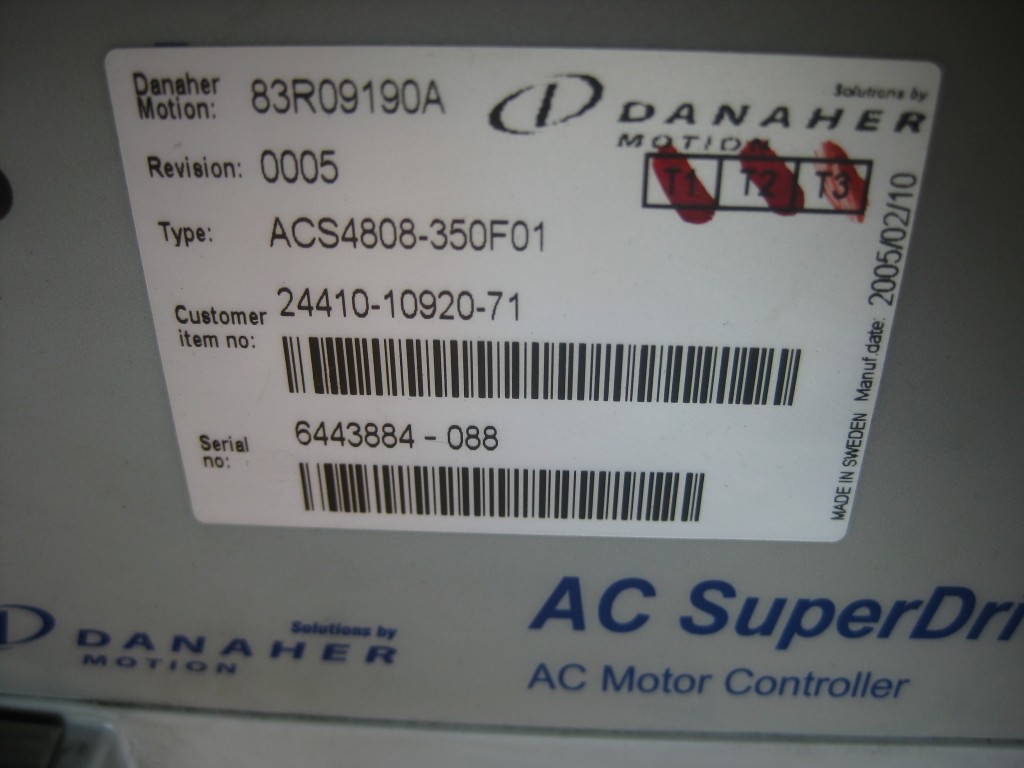 Danaher Motion: 83R09190A
Solutions by
DANAHER
MOTION
Revision: 0005
T1 T2 T3
Type: ACS4808-350F01
Customer item no: 24410-10920-71
Serial no: 6443884 - 088
MADE IN SWEDEN Manuf.date: 2005/02/10
AC SuperDri
AC Motor Controller
Solutions by
DANAHER
MOTION